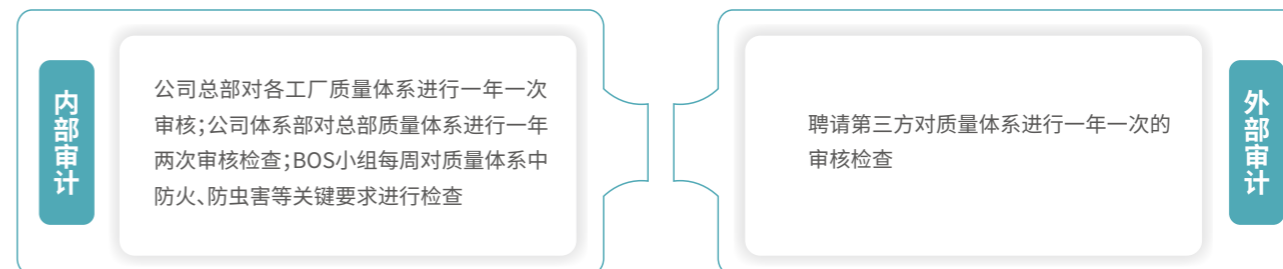 内部审计
公司总部对各工厂质量体系进行一年一次
审核;公司体系部对总部质量体系进行一年
两次审核检查;BOS小组每周对质量体系中
防火、防虫害等关键要求进行检查
聘请第三方对质量体系进行一年一次的
审核检查
外部审计